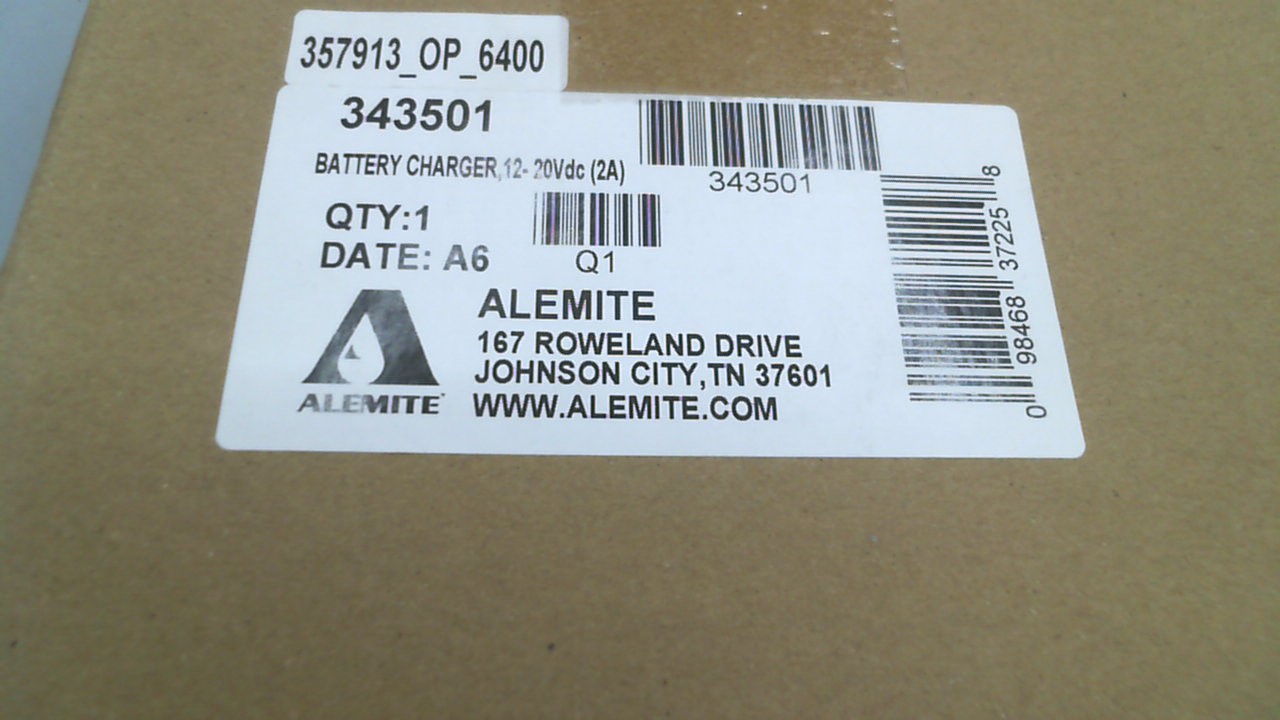 357913_OP_6400
343501
BATTERY CHARGER,12- 20Vdc (2A)
343501
QTY:1
DATE: A6
Q1
ALEMITE
167 ROWELAND DRIVE
JOHNSON CITY,TN 37601
WWW.ALEMITE.COM
ALEMITE
0 98468 37225 8